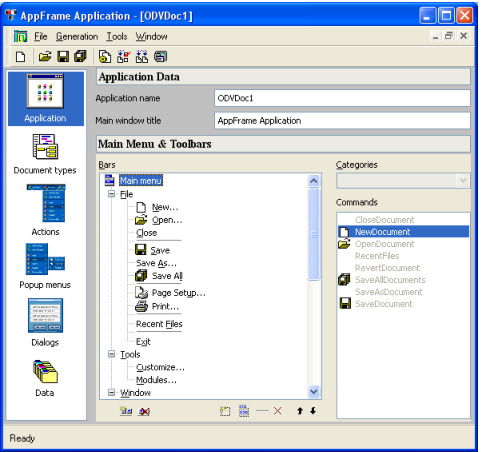 AppFrame Application - [ODVDoc1]
File Generation Tools Window
Application
Document types
Actions
Popup menus
Dialogs
Data
Application Data
Application name ODVDoc1
Main window title AppFrame Application
Main Menu & Toolbars
Bars
Main menu
File
New...
Open...
Close
Save
Save As...
Save All
Page Setup...
Print...
Recent Files
Exit
Tools
Customize...
Modules...
Window
Categories
Commands
CloseDocument
NewDocument
OpenDocument
RecentFiles
RevertDocument
SaveAllDocuments
SaveAsDocument
SaveDocument
Ready